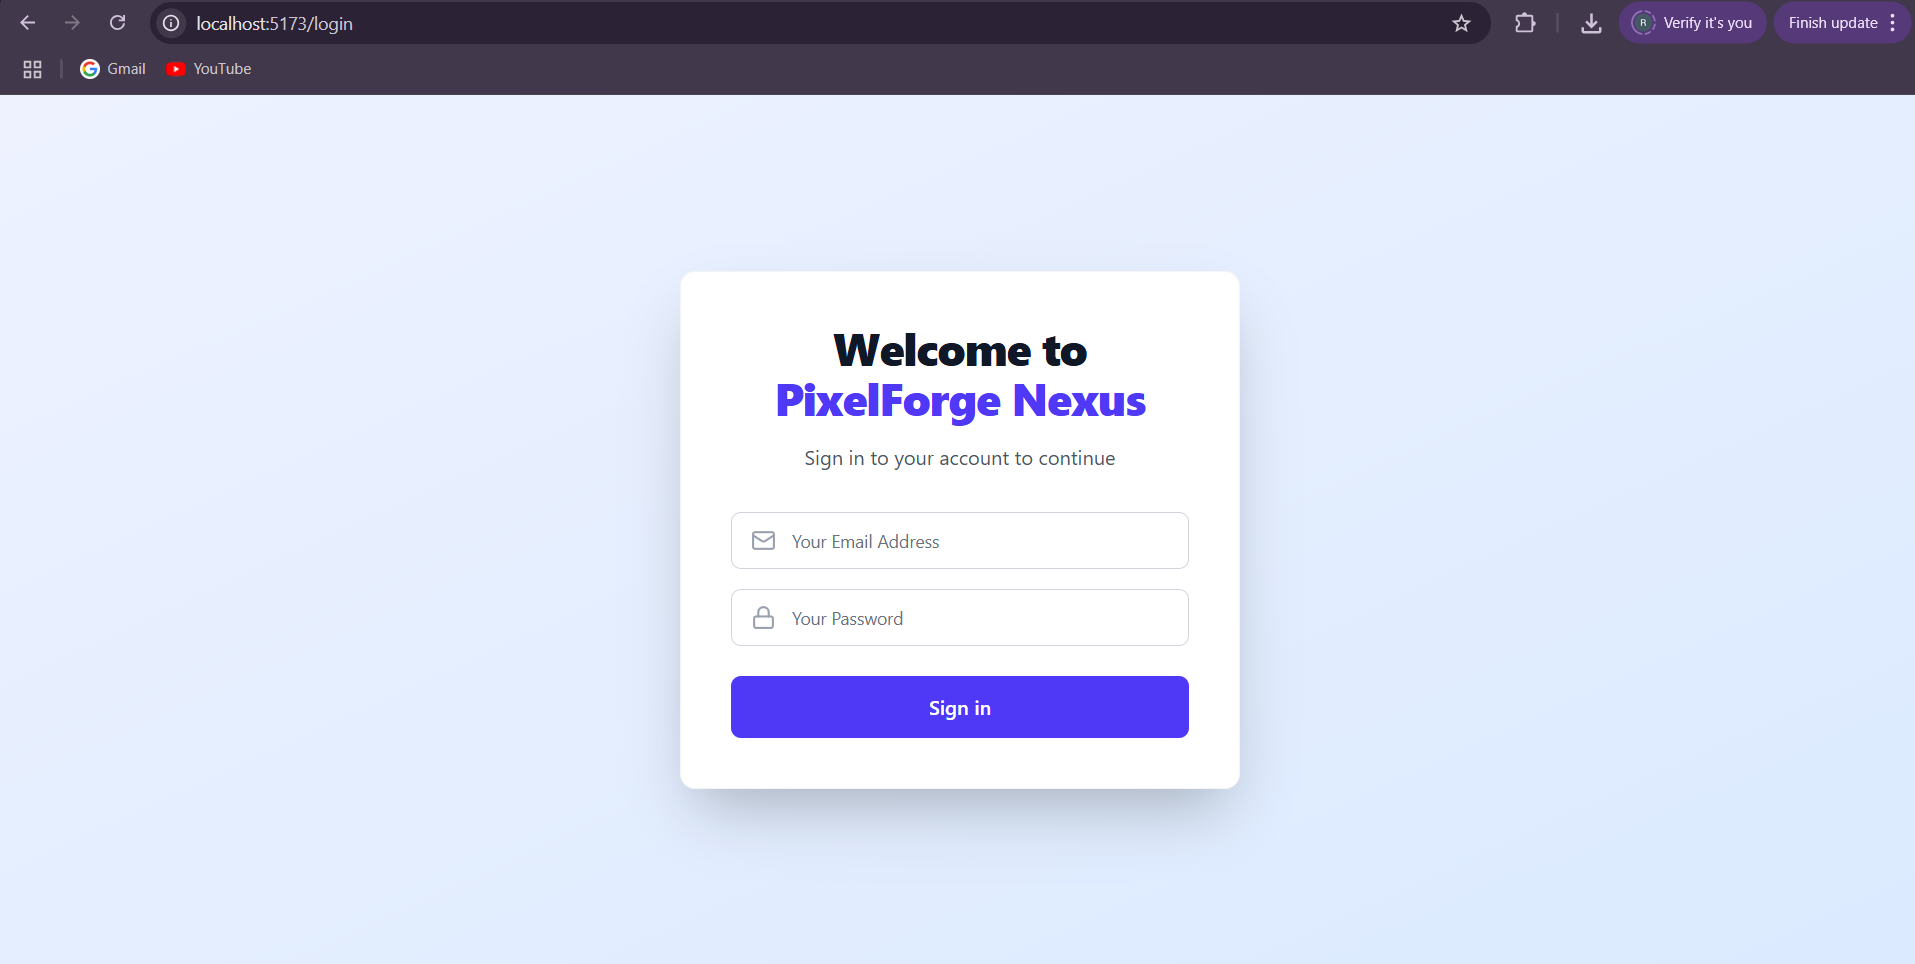 localhost:5173/login
R
Verify it's you
Finish update
Gmail
YouTube
Welcome to
PixelForge Nexus
Sign in to your account to continue
Your Email Address
Your Password
Sign in